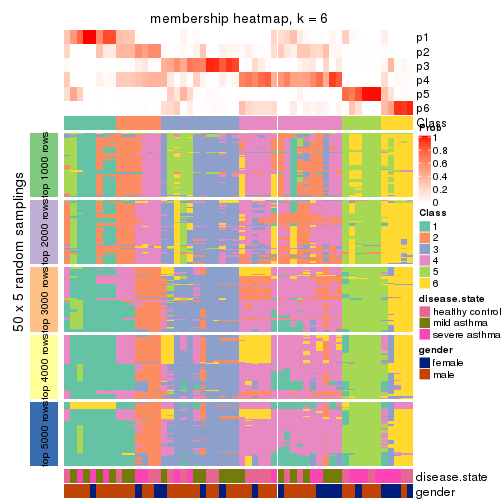 membership heatmap, k = 6
p1
p2
p3
p4
p5
p6
Class
Prob
1
0.8
0.6
0.4
0.2
0
Class
1
2
3
4
5
6
disease.state
healthy control
mild asthma
severe asthma
gender
female
male
50 x 5 random samplings
top 1000 rows
top 2000 rows
top 3000 rows
top 4000 rows
top 5000 rows
disease.state
gender